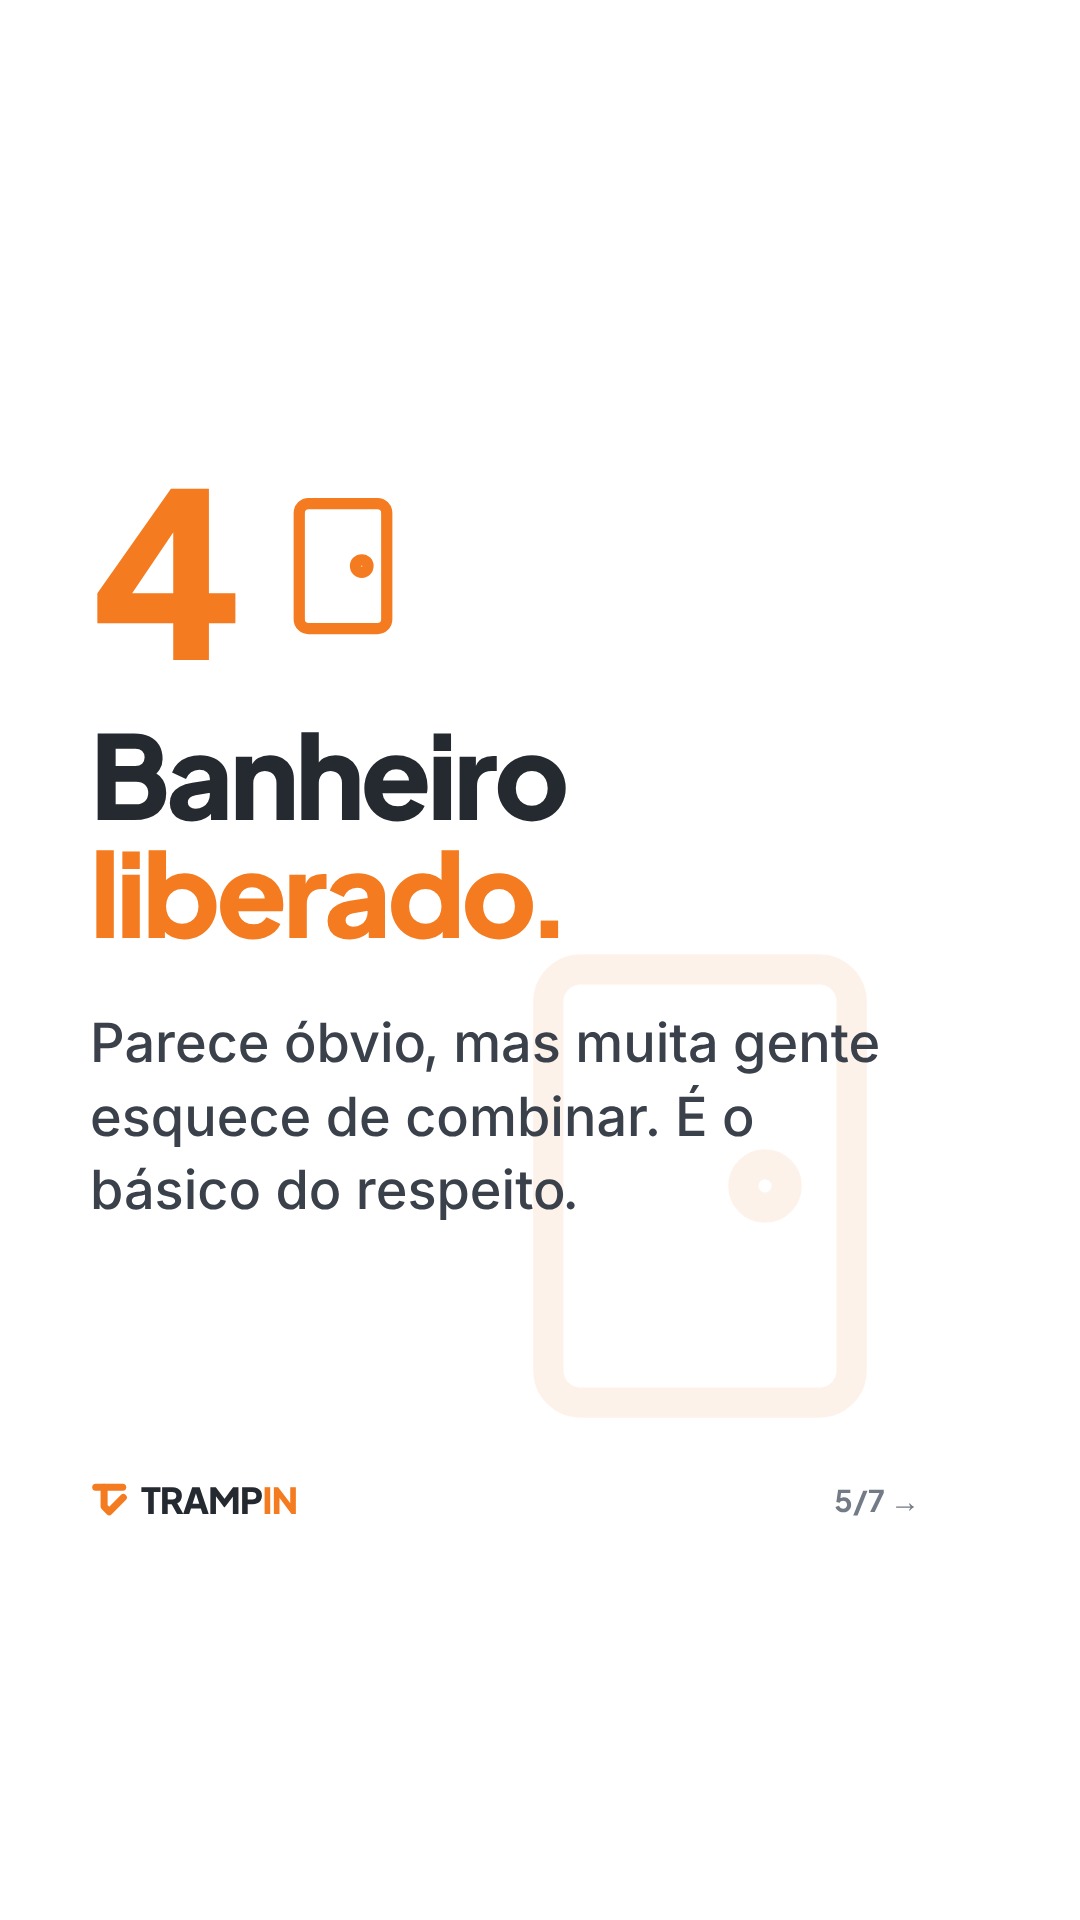 4
Banheiro
liberado.
Parece óbvio, mas muita gente
esquece de combinar. É o
básico do respeito.
TRAMPIN
5/7 →